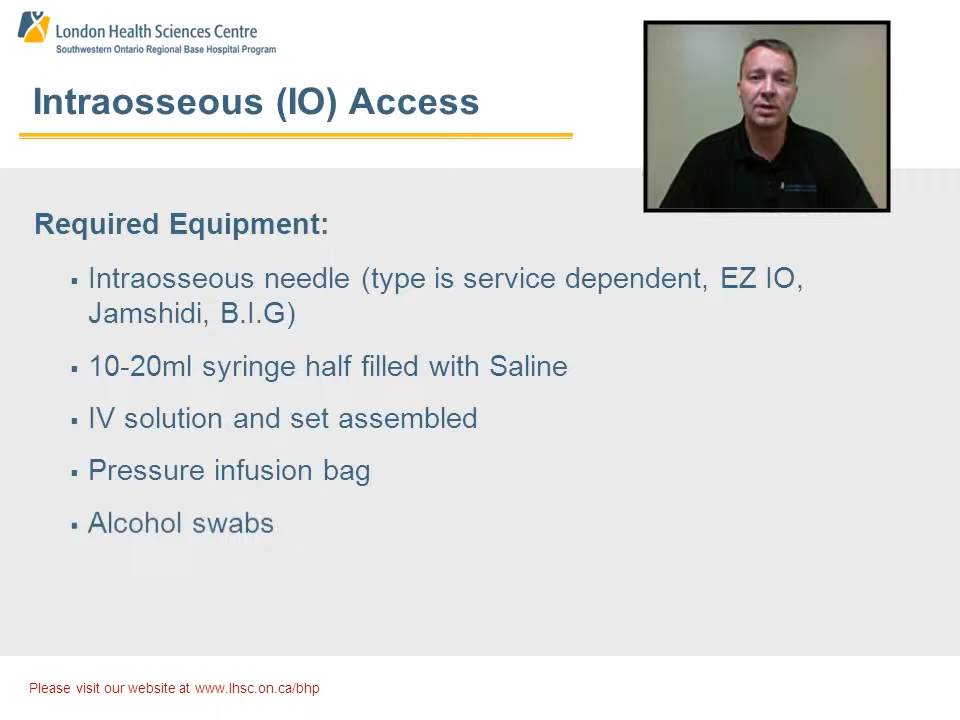 London Health Sciences Centre
Southwestern Ontario Regional Base Hospital Program
Intraosseous (IO) Access
Required Equipment:
▪ Intraosseous needle (type is service dependent, EZ IO,
Jamshidi, B.I.G)
▪ 10-20ml syringe half filled with Saline
▪ IV solution and set assembled
▪ Pressure infusion bag
▪ Alcohol swabs
Please visit our website at www.lhsc.on.ca/bhp